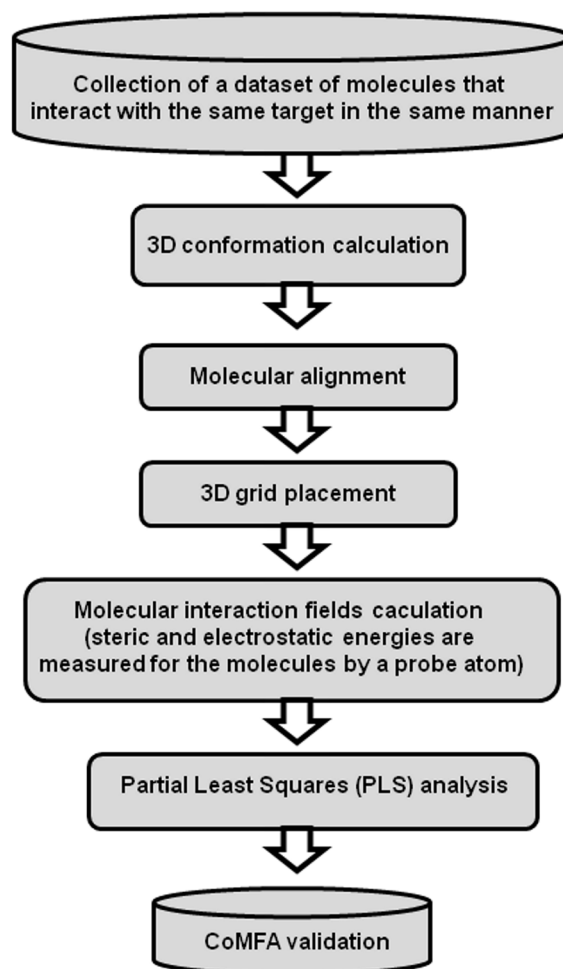 Collection of a dataset of molecules that
interact with the same target in the same manner
3D conformation calculation
Molecular alignment
3D grid placement
Molecular interaction fields caculation
(steric and electrostatic energies are
measured for the molecules by a probe atom)
Partial Least Squares (PLS) analysis
CoMFA validation